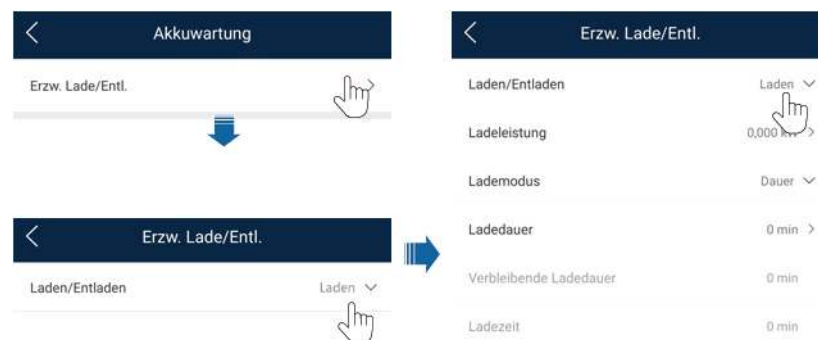 Akkuwartung
Erzw. Lade/Entl.
Erzw. Lade/Entl.
Laden/Entladen Laden
Erzw. Lade/Entl.
Laden/Entladen Laden
Ladeleistung 0,000
Lademodus Dauer
Ladedauer 0 min
Verbleibende Ladedauer 0 min
Ladezeit 0 min